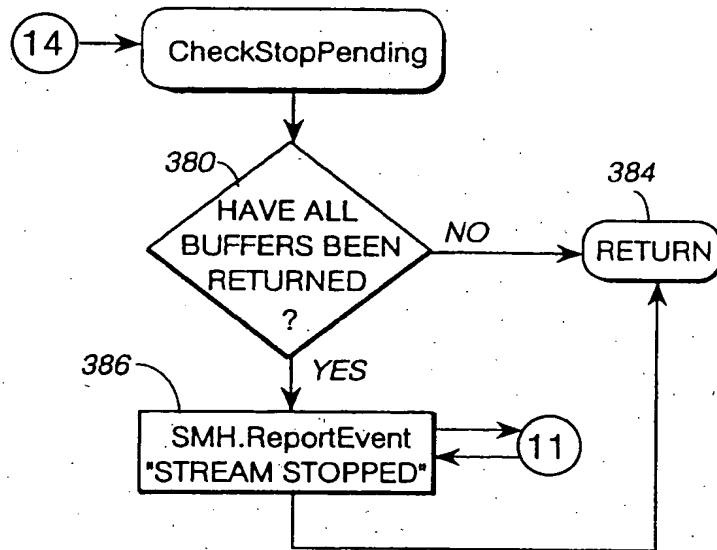 14
CheckStopPending
380
HAVE ALL
BUFFERS BEEN
RETURNED
?
NO
384
RETURN
YES
386
SMH.ReportEvent
"STREAM STOPPED"
11